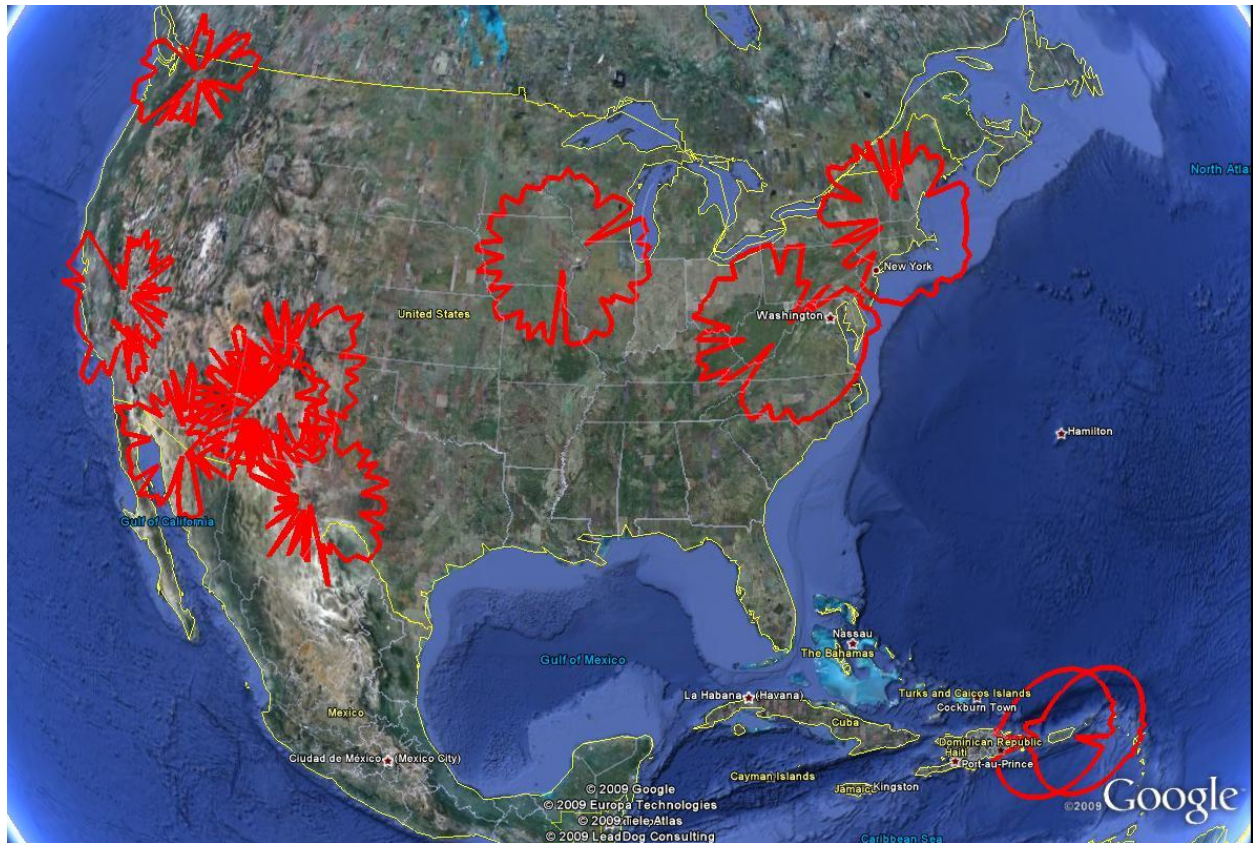 North Atla
New York
United States
Washington
Hamilton
Gulf of California
Nassau
The Bahamas
Gulf of Mexico
La Habana (Havana)
Turks and Caicos Islands
Cockburn Town
Mexico
Cuba
Dominican Republic
Haiti
Port-au-Prince
Ciudad de México (Mexico City)
Cayman Islands
Jamaica Kingston
© 2009 Google
© 2009 Europa Technologies
© 2009 Tele Atlas
© 2009 LeadDog Consulting
©2009 Google
Caribbean Sea